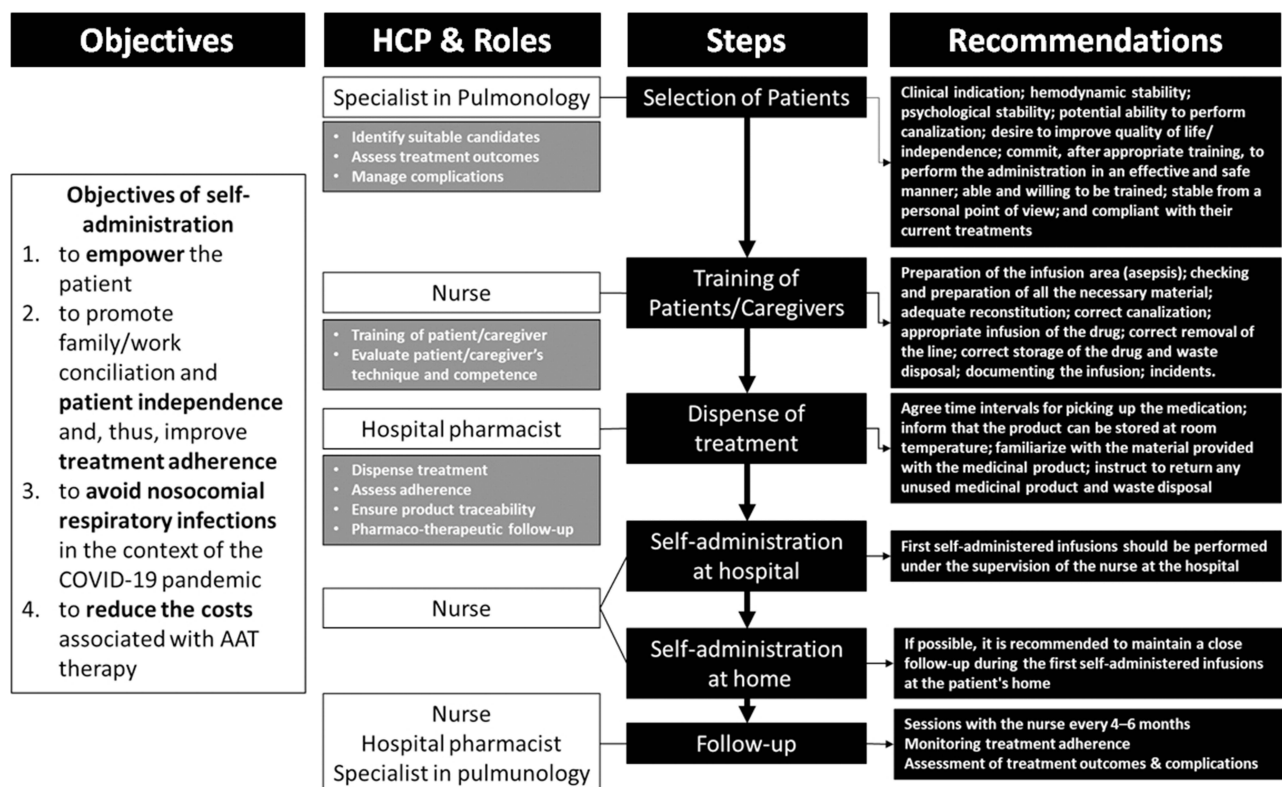 Objectives
HCP & Roles
Steps
Recommendations
Objectives of self-
administration
1. to empower the
patient
2. to promote
family/work
conciliation and
patient independence
and, thus, improve
treatment adherence
3. to avoid nosocomial
respiratory infections
in the context of the
COVID-19 pandemic
4. to reduce the costs
associated with AAT
therapy
Specialist in Pulmonology
• Identify suitable candidates
• Assess treatment outcomes
• Manage complications
Selection of Patients
Clinical indication; hemodynamic stability;
psychological stability; potential ability to perform
canalization; desire to improve quality of life/
independence; commit, after appropriate training, to
perform the administration in an effective and safe
manner; able and willing to be trained; stable from a
personal point of view; and compliant with their
current treatments
Nurse
• Training of patient/caregiver
• Evaluate patient/caregiver's
technique and competence
Training of
Patients/Caregivers
Preparation of the infusion area (asepsis); checking
and preparation of all the necessary material;
adequate reconstitution; correct canalization;
appropriate infusion of the drug; correct removal of
the line; correct storage of the drug and waste
disposal; documenting the infusion; incidents.
Hospital pharmacist
• Dispense treatment
• Assess adherence
• Ensure product traceability
• Pharmaco-therapeutic follow-up
Dispense of
treatment
Agree time intervals for picking up the medication;
inform that the product can be stored at room
temperature; familiarize with the material provided
with the medicinal product; instruct to return any
unused medicinal product and waste disposal
Nurse
Self-administration
at hospital
First self-administered infusions should be performed
under the supervision of the nurse at the hospital
Self-administration
at home
If possible, it is recommended to maintain a close
follow-up during the first self-administered infusions
at the patient's home
Nurse
Hospital pharmacist
Specialist in pulmunology
Follow-up
Sessions with the nurse every 4–6 months
Monitoring treatment adherence
Assessment of treatment outcomes & complications